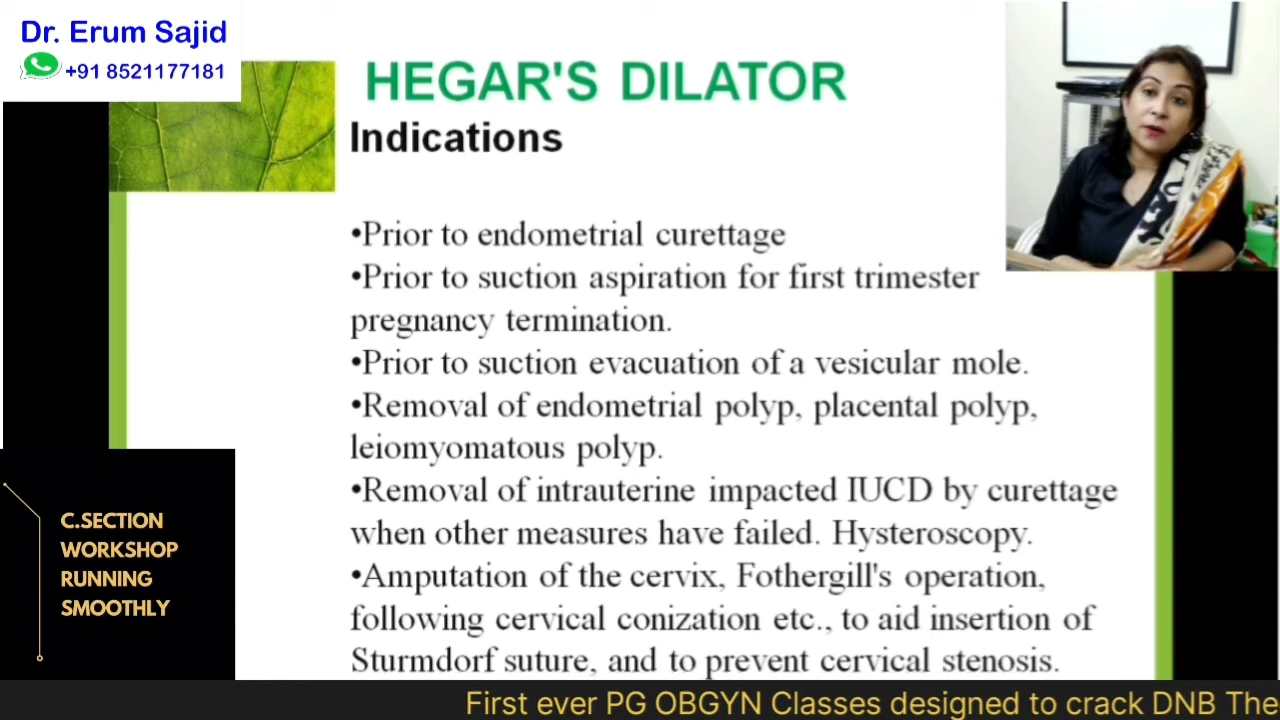 Dr. Erum Sajid
+91 8521177181
HEGAR'S DILATOR
Indications
•Prior to endometrial curettage
•Prior to suction aspiration for first trimester
pregnancy termination.
•Prior to suction evacuation of a vesicular mole.
•Removal of endometrial polyp, placental polyp,
leiomyomatous polyp.
•Removal of intrauterine impacted IUCD by curettage
when other measures have failed. Hysteroscopy.
•Amputation of the cervix, Fothergill's operation,
following cervical conization etc., to aid insertion of
Sturmdorf suture, and to prevent cervical stenosis.
C.SECTION
WORKSHOP
RUNNING
SMOOTHLY
First ever PG OBGYN Classes designed to crack DNB The